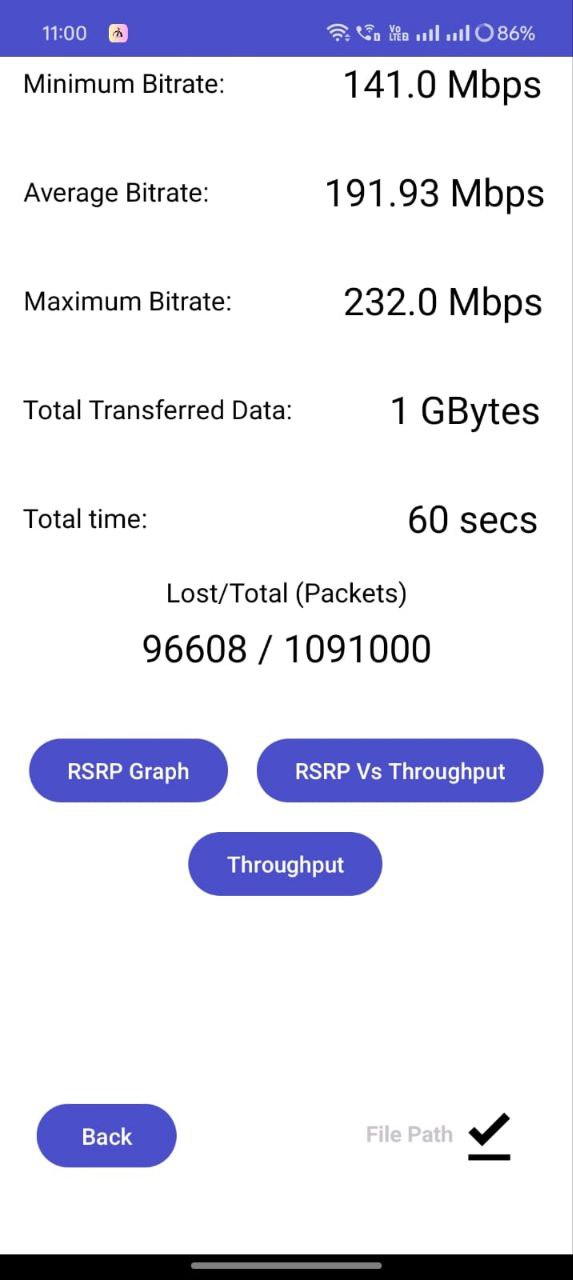 11:00 Vo LTE 86%
Minimum Bitrate: 141.0 Mbps
Average Bitrate: 191.93 Mbps
Maximum Bitrate: 232.0 Mbps
Total Transferred Data: 1 GBytes
Total time: 60 secs
Lost/Total (Packets)
96608 / 1091000
RSRP Graph RSRP Vs Throughput
Throughput
Back File Path